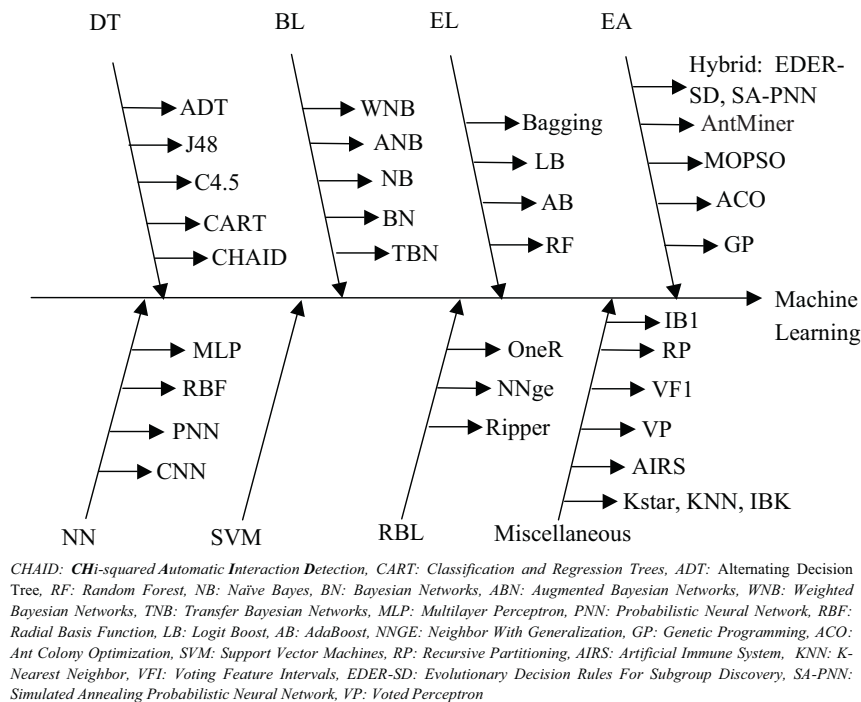 DT
BL
EL
EA
ADT
J48
C4.5
CART
CHAID
WNB
ANB
NB
BN
TBN
Bagging
LB
AB
RF
Hybrid: EDER-
SD, SA-PNN
AntMiner
MOPSO
ACO
GP
Machine
Learning
MLP
RBF
PNN
CNN
OneR
NNge
Ripper
IB1
RP
VF1
VP
AIRS
Kstar, KNN, IBK
NN
SVM
RBL
Miscellaneous
CHAID: CHi-squared Automatic Interaction Detection, CART: Classification and Regression Trees, ADT: Alternating Decision
Tree, RF: Random Forest, NB: Naïve Bayes, BN: Bayesian Networks, ABN: Augmented Bayesian Networks, WNB: Weighted
Bayesian Networks, TNB: Transfer Bayesian Networks, MLP: Multilayer Perceptron, PNN: Probabilistic Neural Network, RBF:
Radial Basis Function, LB: Logit Boost, AB: AdaBoost, NNGE: Neighbor With Generalization, GP: Genetic Programming, ACO:
Ant Colony Optimization, SVM: Support Vector Machines, RP: Recursive Partitioning, AIRS: Artificial Immune System, KNN: K-
Nearest Neighbor, VFI: Voting Feature Intervals, EDER-SD: Evolutionary Decision Rules For Subgroup Discovery, SA-PNN:
Simulated Annealing Probabilistic Neural Network, VP: Voted Perceptron